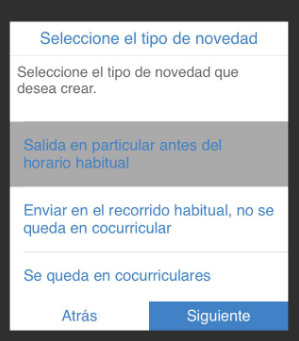 Seleccione el tipo de novedad
Seleccione el tipo de novedad que
desea crear.
Salida en particular antes del
horario habitual
Enviar en el recorrido habitual, no se
queda en cocurricular
Se queda en cocurriculares
Atrás
Siguiente